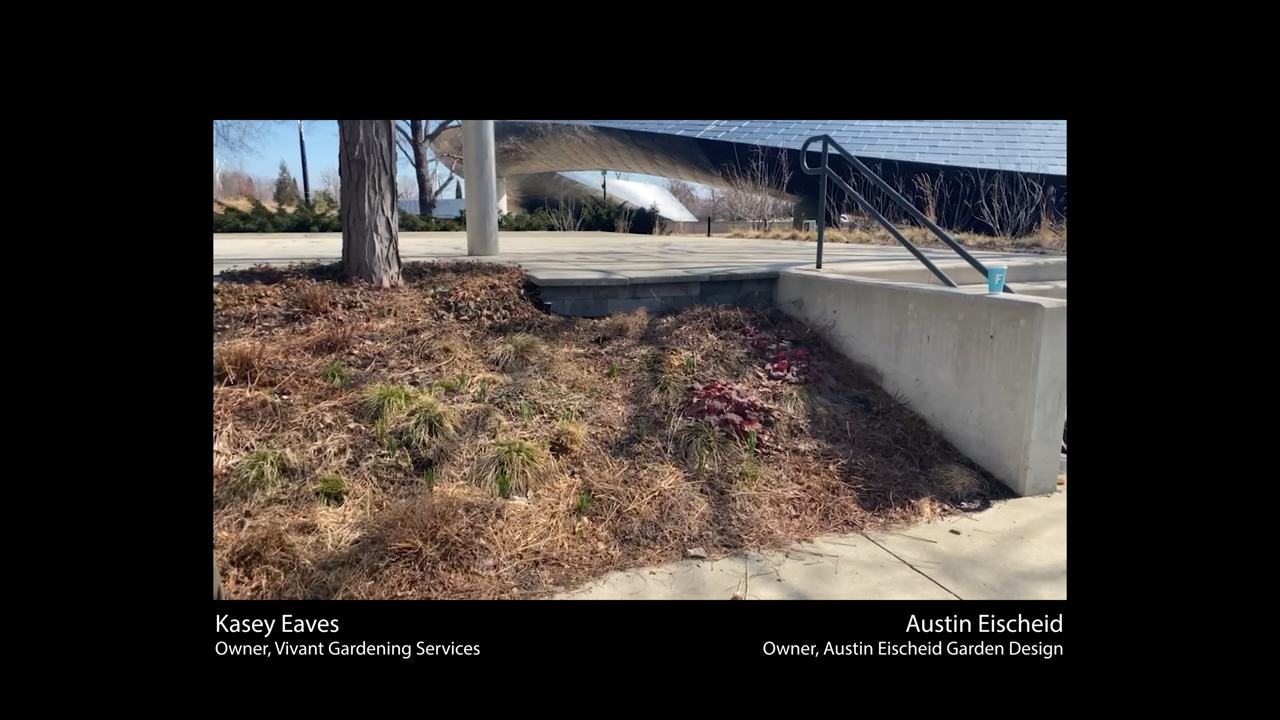 Kasey Eaves
Owner, Vivant Gardening Services
Austin Eischeid
Owner, Austin Eischeid Garden Design
F